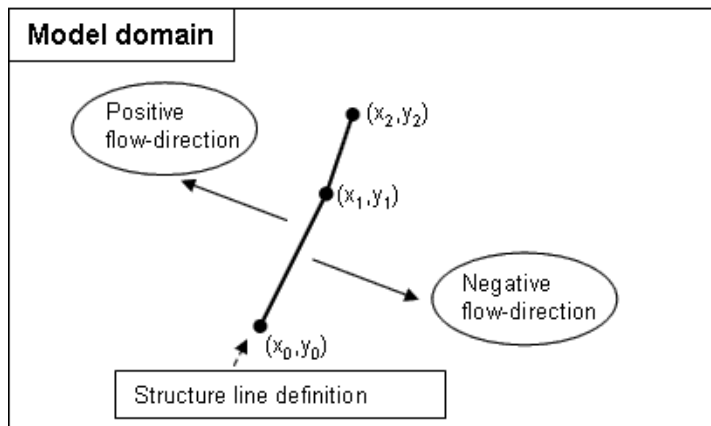 Model domain
Positive
flow-direction
(x₂,y₂)
(x₁,y₁)
Negative
flow-direction
(x₀,y₀)
Structure line definition